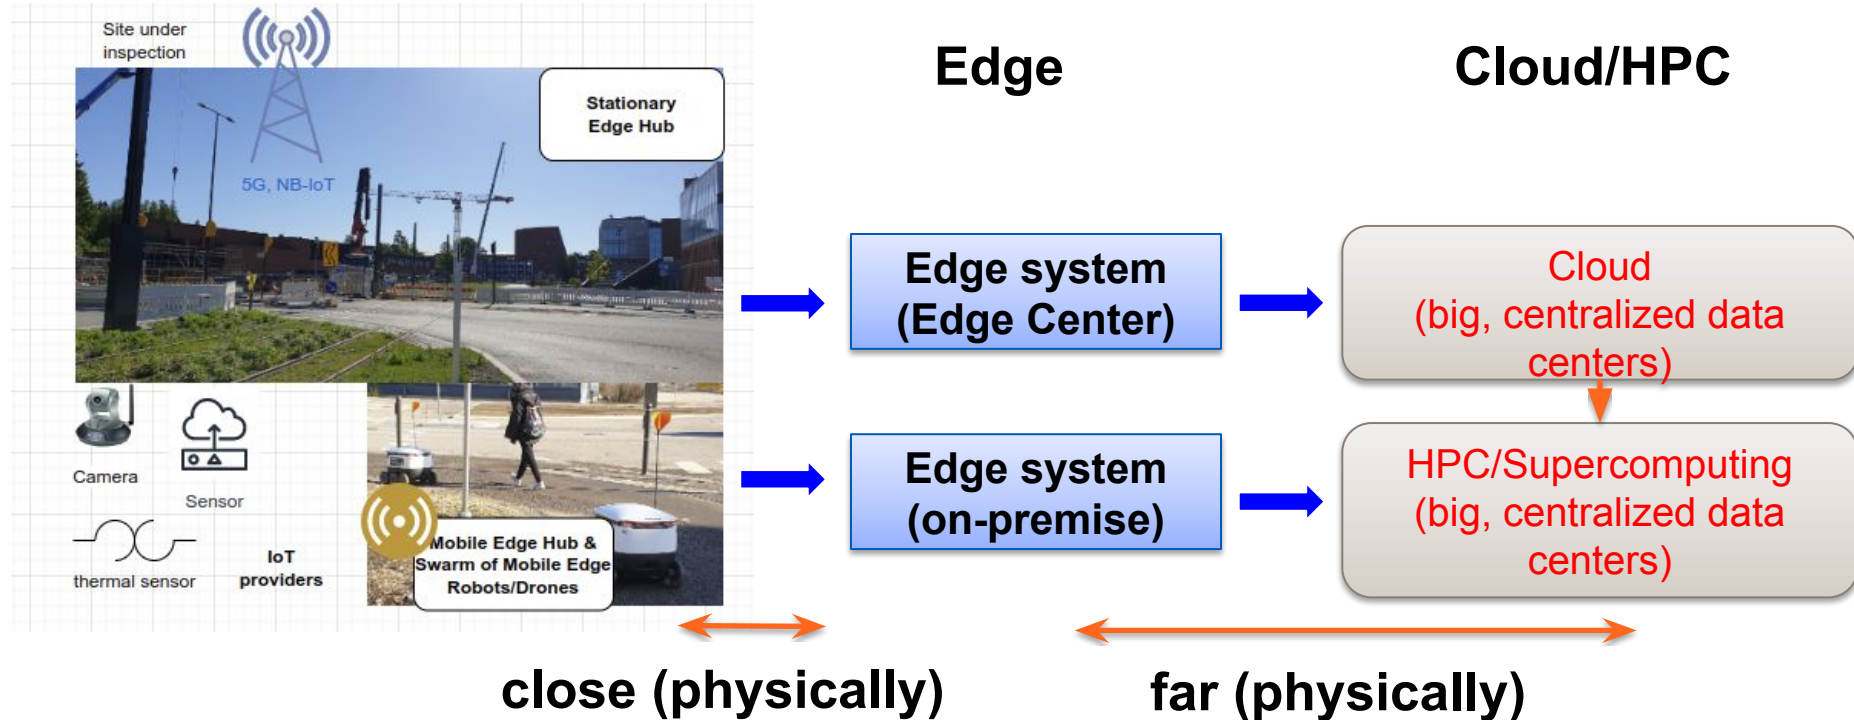 Site under
inspection
Stationary
Edge Hub
5G, NB-IoT
Camera
Sensor
thermal sensor
IoT
providers
Mobile Edge Hub &
Swarm of Mobile Edge
Robots/Drones
Edge
Cloud/HPC
Edge system
(Edge Center)
Cloud
(big, centralized data
centers)
Edge system
(on-premise)
HPC/Supercomputing
(big, centralized data
centers)
close (physically)
far (physically)